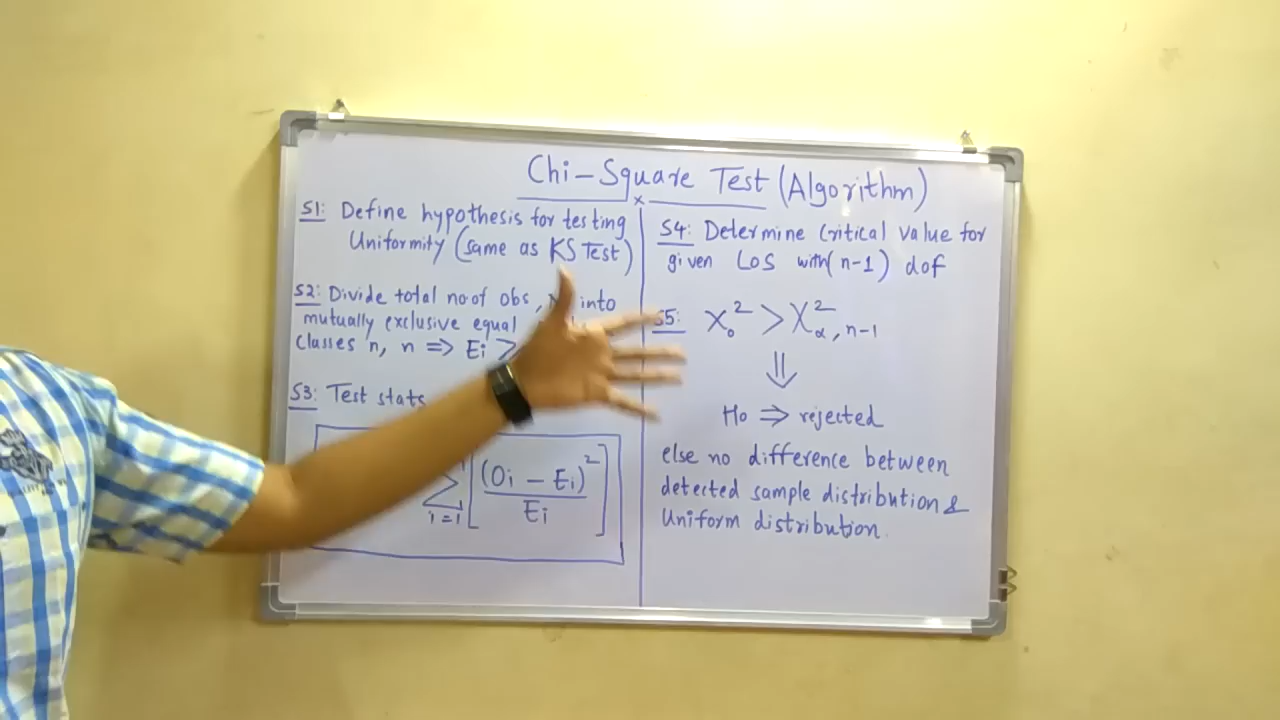 Chi-Square Test (Algorithm)
S1: Define hypothesis for testing
Uniformity (same as KS Test)
S2: Divide total no of obs, into
mutually exclusive equal
classes n, n ⇒ Ei >
S3: Test stats
∑ i=1 [(Oi - Ei)² / Ei]
S4: Determine Critical value for
given LoS with (n-1) dof
S5: X₀² > X²α, n-1
⇓
Ho ⇒ rejected
else no difference between
detected sample distribution &
Uniform distribution.